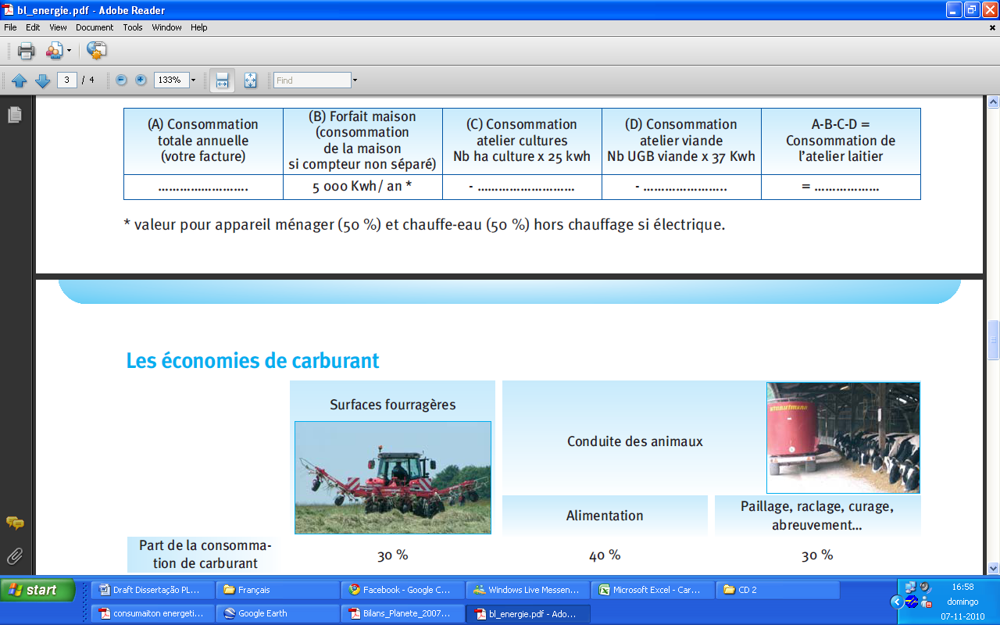 bl_energie.pdf - Adobe Reader
File Edit View Document Tools Window Help
3 / 4 133% Find
(A) Consommation
totale annuelle
(votre facture)
(B) Forfait maison
(consommation
de la maison
si compteur non séparé)
(C) Consommation
atelier cultures
Nb ha culture x 25 kwh
(D) Consommation
atelier viande
Nb UGB viande x 37 Kwh
A-B-C-D =
Consommation de
l'atelier laitier
........................
5 000 Kwh/ an *
- ...........................
- ........................
= ..................
* valeur pour appareil ménager (50 %) et chauffe-eau (50 %) hors chauffage si électrique.
Les économies de carburant
Surfaces fourragères
Conduite des animaux
Alimentation
Paillage, raclage, curage,
abreuvement...
Part de la consomma-
tion de carburant
30 %
40 %
30 %
start
Draft Dissertação PL...
Français
Facebook - Google C...
Windows Live Messen...
Microsoft Excel - Car...
CD 2
consumaiton energeti...
Google Earth
Bilans_Planete_2007...
bl_energie.pdf - Ado...
16:58
domingo
07-11-2010